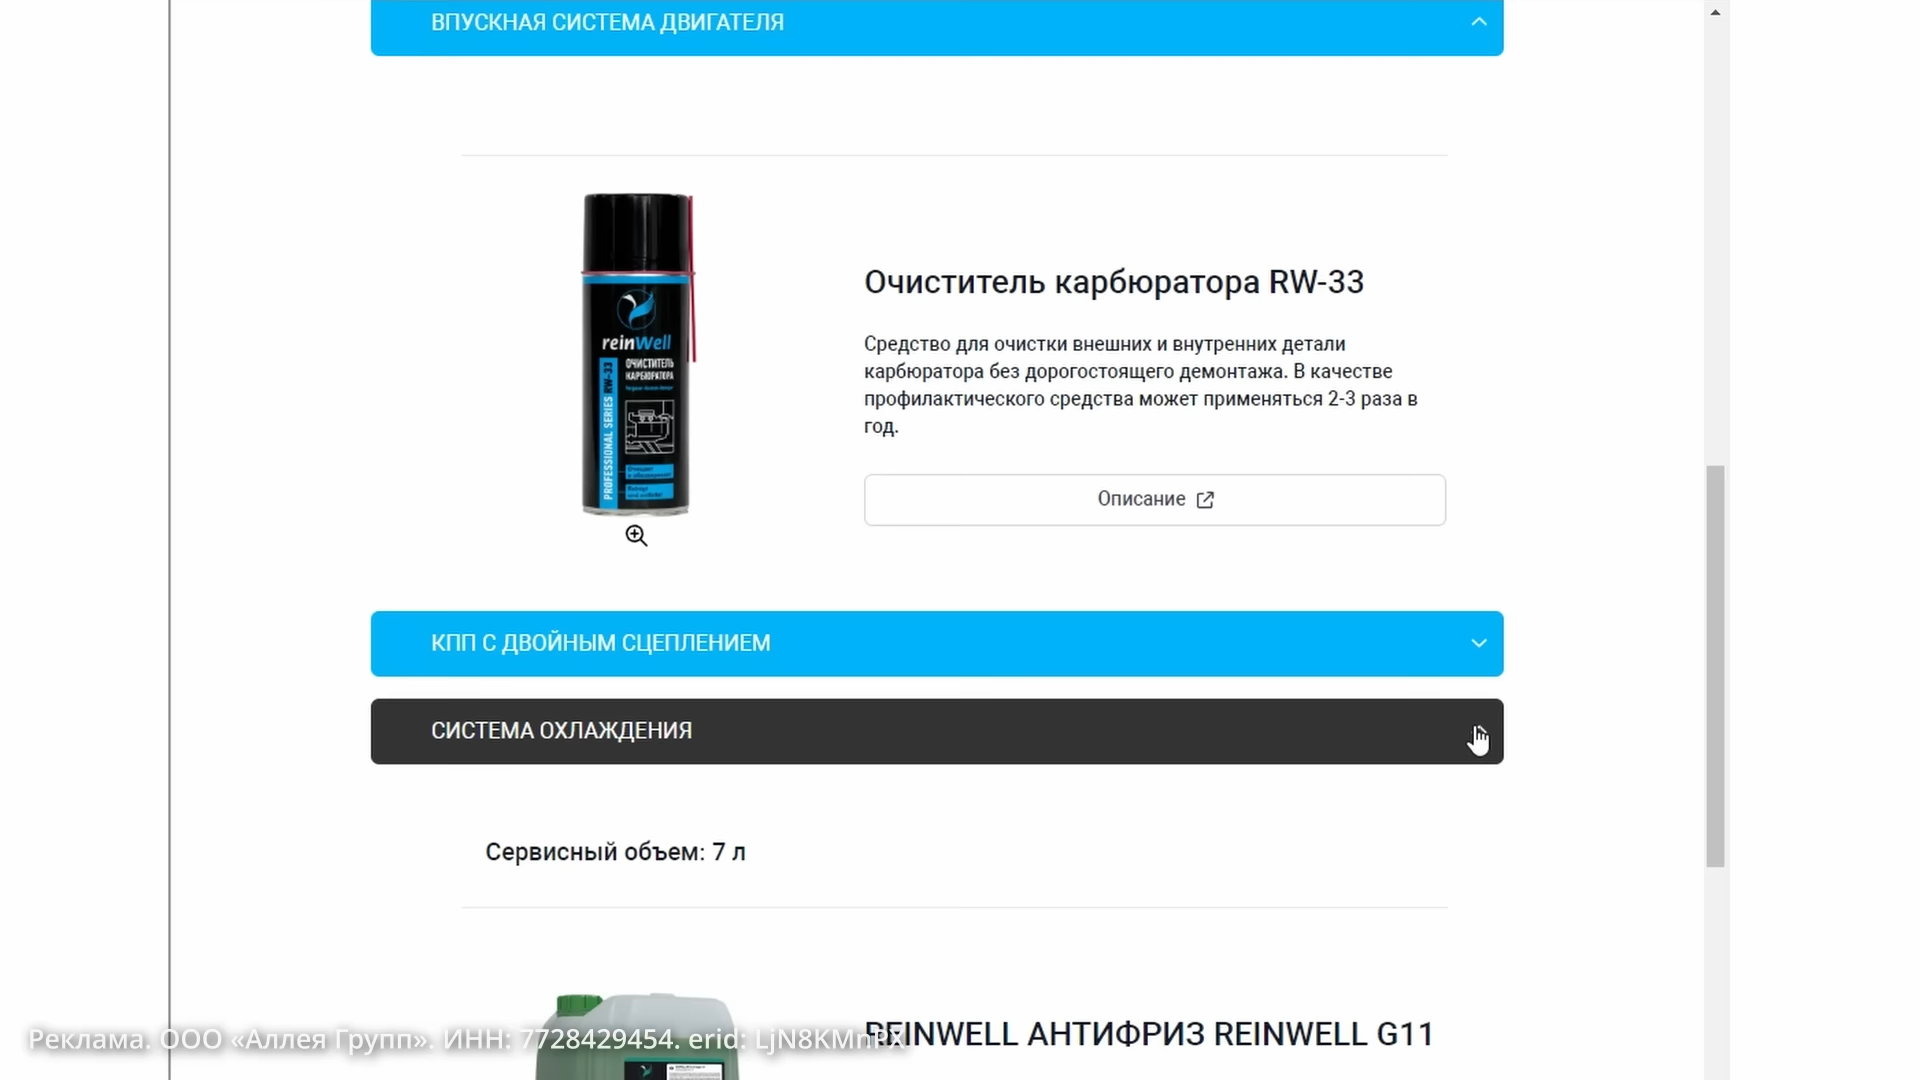 ВПУСКНАЯ СИСТЕМА ДВИГАТЕЛЯ
reinWell
ОЧИСТИТЕЛЬ
КАРБЮРАТОРА
PROFESSIONAL SERIES RW-33
Очиститель карбюратора RW-33
Средство для очистки внешних и внутренних детали
карбюратора без дорогостоящего демонтажа. В качестве
профилактического средства может применяться 2-3 раза в
год.
Описание
КПП С ДВОЙНЫМ СЦЕПЛЕНИЕМ
СИСТЕМА ОХЛАЖДЕНИЯ
Сервисный объем: 7 л
REINWELL АНТИФРИЗ REINWELL G11
Реклама. ООО «Аллея Групп». ИНН: 7728429454. erid: LjN8KMnPX